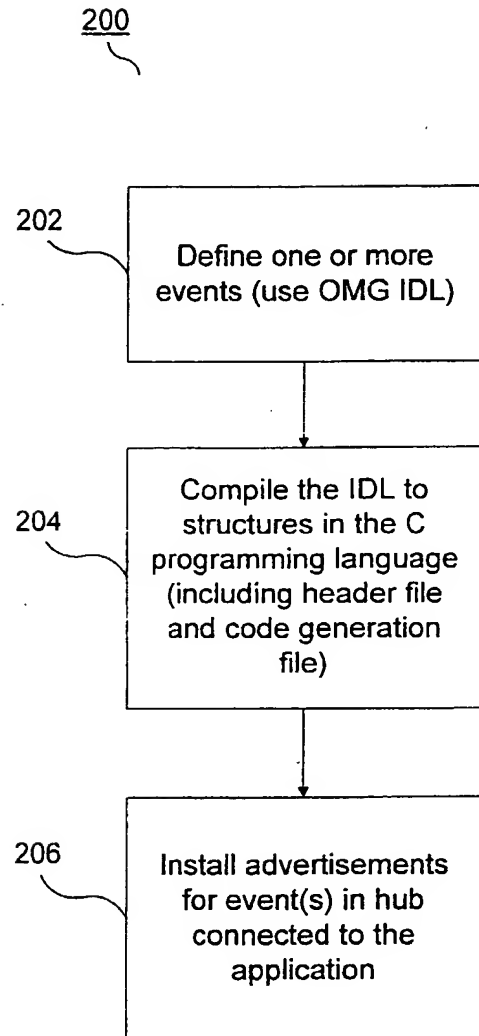 200
202
Define one or more
events (use OMG IDL)
204
Compile the IDL to
structures in the C
programming language
(including header file
and code generation
file)
206
Install advertisements
for event(s) in hub
connected to the
application